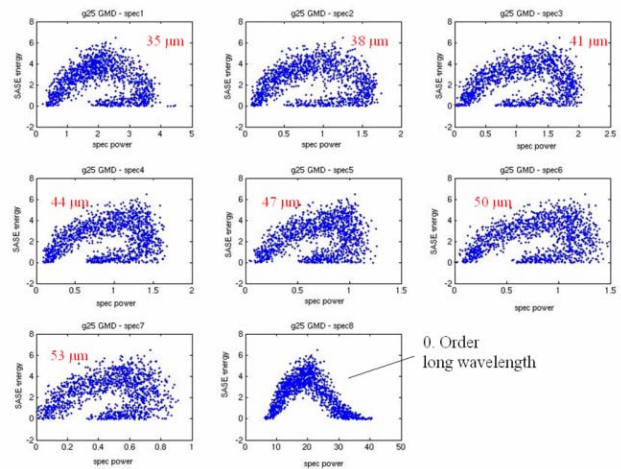 g25 GMD - spec1
35 µm
SASE energy
8
6
4
2
0
-2
0 1 2 3 4 5
spec power
g25 GMD - spec2
38 µm
SASE energy
8
6
4
2
0
-2
0 0.5 1 1.5 2
spec power
g25 GMD - spec3
41 µm
SASE energy
8
6
4
2
0
-2
0 0.5 1 1.5 2 2.5
spec power
g25 GMD - spec4
44 µm
SASE energy
8
6
4
2
0
-2
0 0.5 1 1.5 2
spec power
g25 GMD - spec5
47 µm
SASE energy
8
6
4
2
0
-2
0 0.5 1 1.5
spec power
g25 GMD - spec6
50 µm
SASE energy
8
6
4
2
0
-2
0 0.5 1 1.5
spec power
g25 GMD - spec7
53 µm
SASE energy
8
6
4
2
0
-2
0 0.2 0.4 0.6 0.8 1
spec power
g25 GMD - spec8
SASE energy
8
6
4
2
0
-2
0 10 20 30 40 50
spec power
0. Order
long wavelength